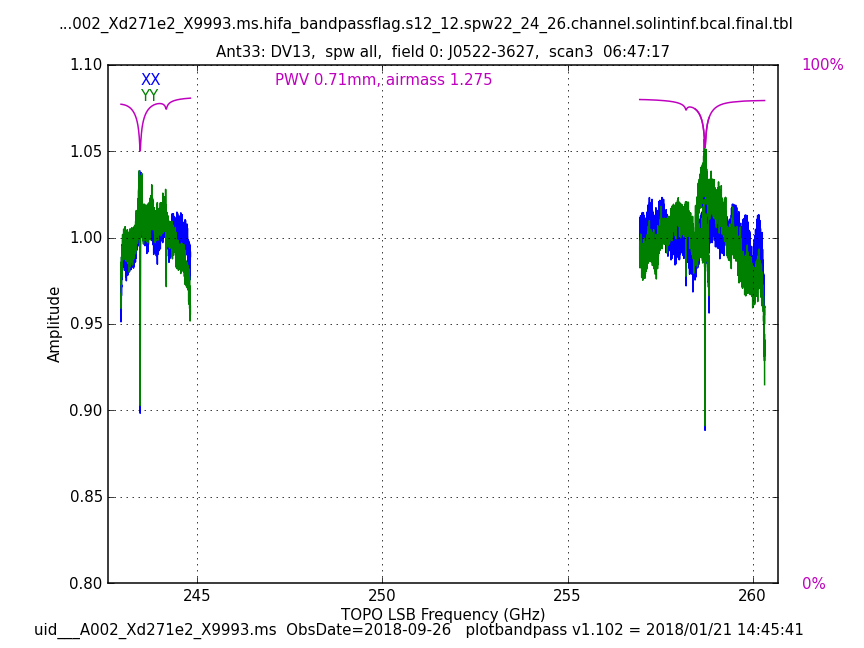 ...002_Xd271e2_X9993.ms.hifa_bandpassflag.s12_12.spw22_24_26.channel.solintinf.bcal.final.tbl
Ant33: DV13, spw all, field 0: J0522-3627, scan3 06:47:17
1.10
100%
XX
PWV 0.71mm, airmass 1.275
YY
1.05
1.00
0.95
Amplitude
0.90
0.85
0.80
0%
245 250 255 260
TOPO LSB Frequency (GHz)
uid___A002_Xd271e2_X9993.ms ObsDate=2018-09-26 plotbandpass v1.102 = 2018/01/21 14:45:41